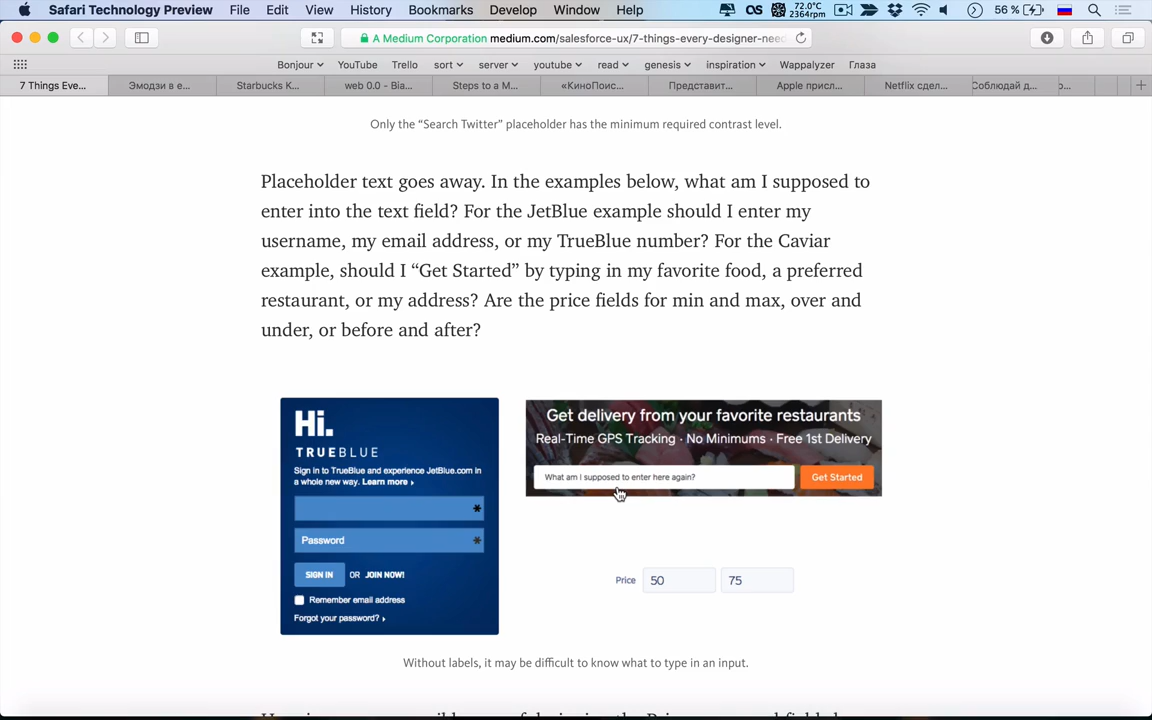 Safari Technology Preview File Edit View History Bookmarks Develop Window Help
72.0°C
2364rpm
56 %
A Medium Corporation medium.com/salesforce-ux/7-things-every-designer-need
Bonjour YouTube Trello sort server youtube read genesis inspiration Wappalyzer Глаза
7 Things Eve... Эмодзи в е... Starbucks K... web 0.0 - Bia... Steps to a M... «КиноПоис... Представит... Apple присл... Netflix сдел... Соблюдай д...
Only the “Search Twitter” placeholder has the minimum required contrast level.
Placeholder text goes away. In the examples below, what am I supposed to
enter into the text field? For the JetBlue example should I enter my
username, my email address, or my TrueBlue number? For the Caviar
example, should I “Get Started” by typing in my favorite food, a preferred
restaurant, or my address? Are the price fields for min and max, over and
under, or before and after?
Hi.
TRUEBLUE
Sign in to TrueBlue and experience JetBlue.com in
a whole new way. Learn more
*
Password *
SIGN IN OR JOIN NOW!
Remember email address
Forgot your password?
Get delivery from your favorite restaurants
Real-Time GPS Tracking · No Minimums · Free 1st Delivery
What am I supposed to enter here again? Get Started
Price 50 75
Without labels, it may be difficult to know what to type in an input.